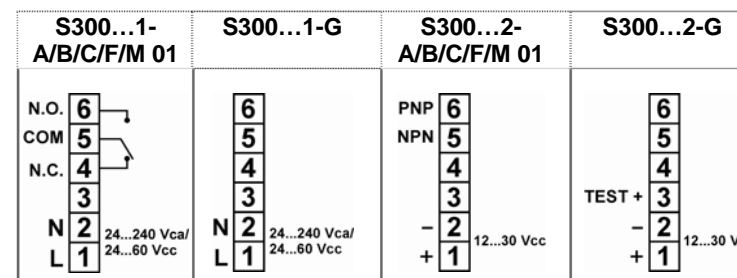 S300...1-
A/B/C/F/M 01
S300...1-G
S300...2-
A/B/C/F/M 01
S300...2-G
N.O. 6
COM 5
N.C. 4
3
N 2
L 1
24...240 Vca/
24...60 Vcc
6
5
4
3
N 2
L 1
24...240 Vca/
24...60 Vcc
PNP 6
NPN 5
4
3
– 2
+ 1
12...30 Vcc
6
5
4
TEST + 3
– 2
+ 1
12...30 V